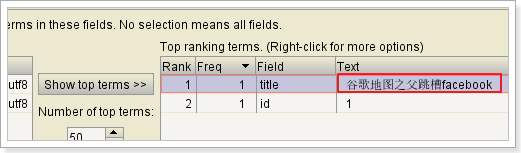 erms in these fields. No selection means all fields.
Top ranking terms. (Right-click for more options)
Rank Freq Field Text
utf8 Show top terms >> 1 1 title 谷歌地图之父跳槽facebook
utf8 2 1 id 1
Number of top terms:
50